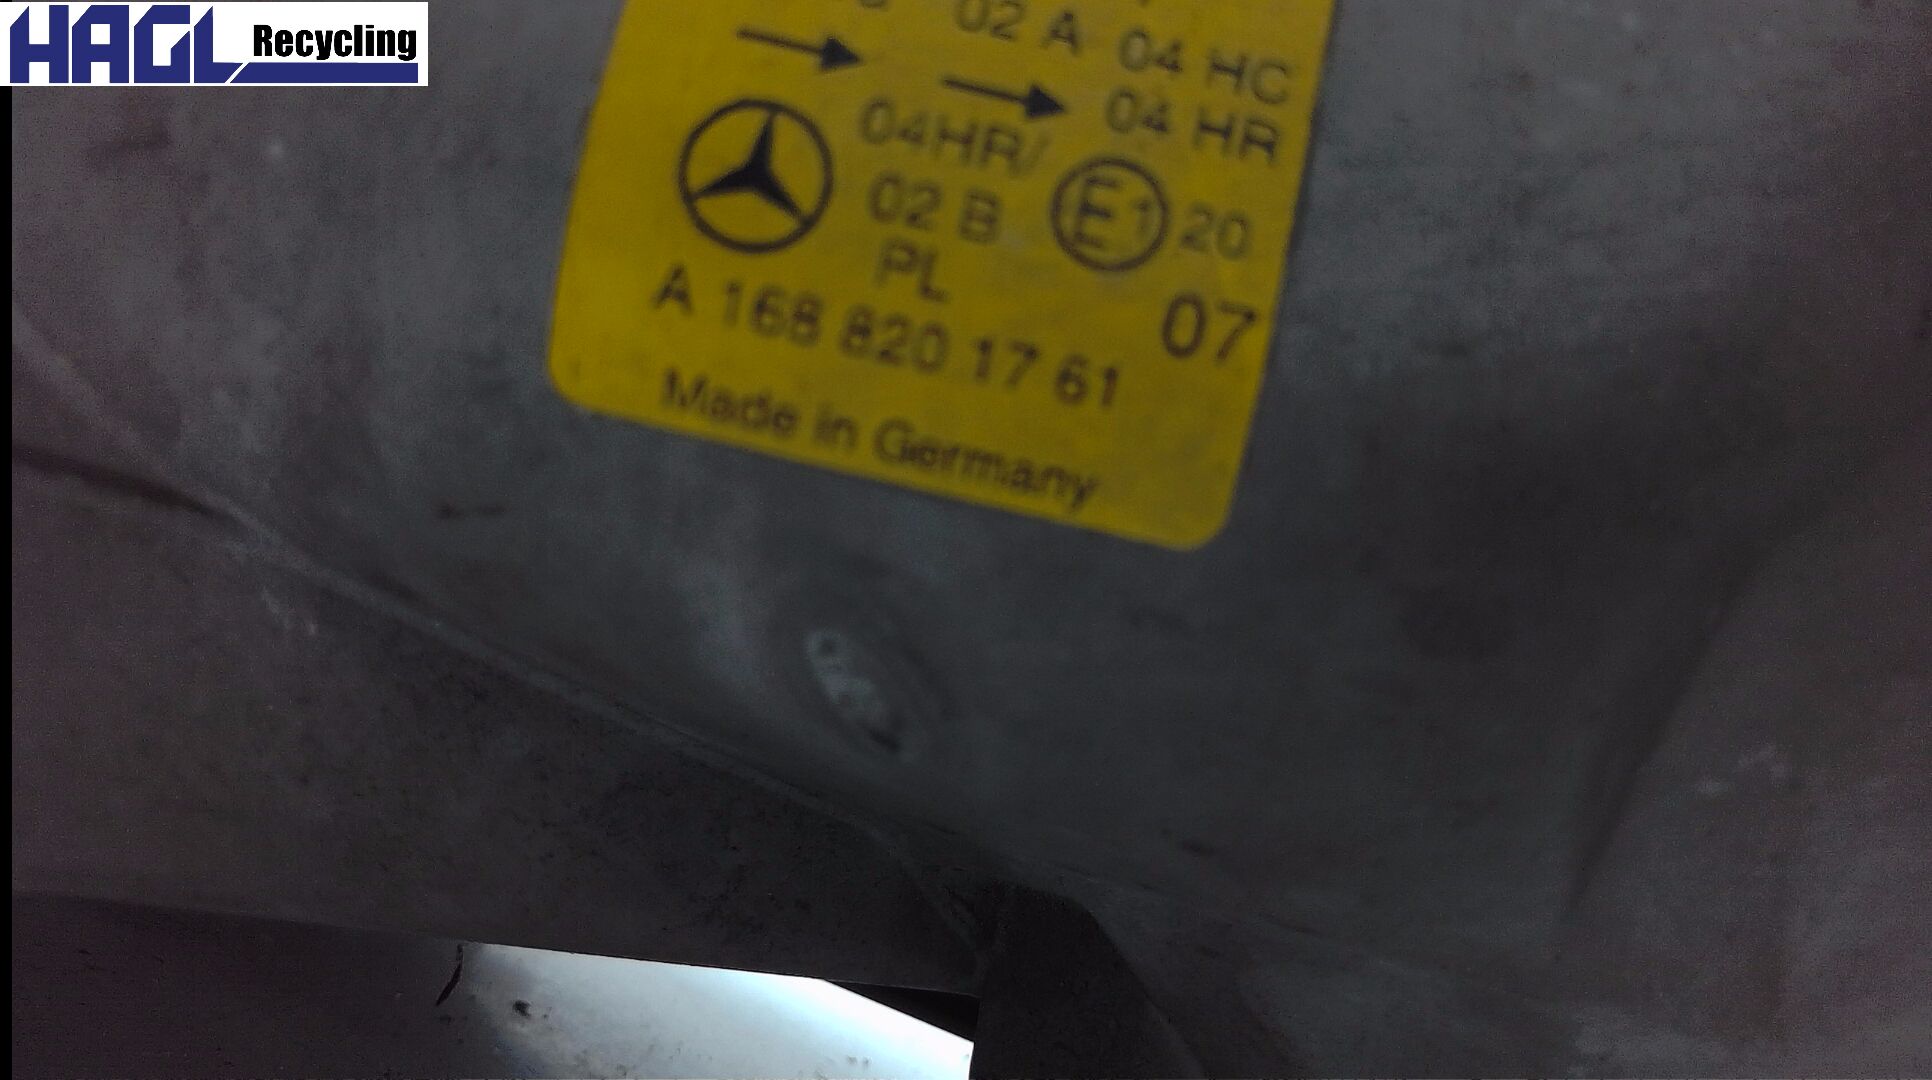 HAGL Recycling
02 A 04 HC
04 HR
04HR/
02 B E1 20
PL
07
A 168 820 17 61
Made in Germany